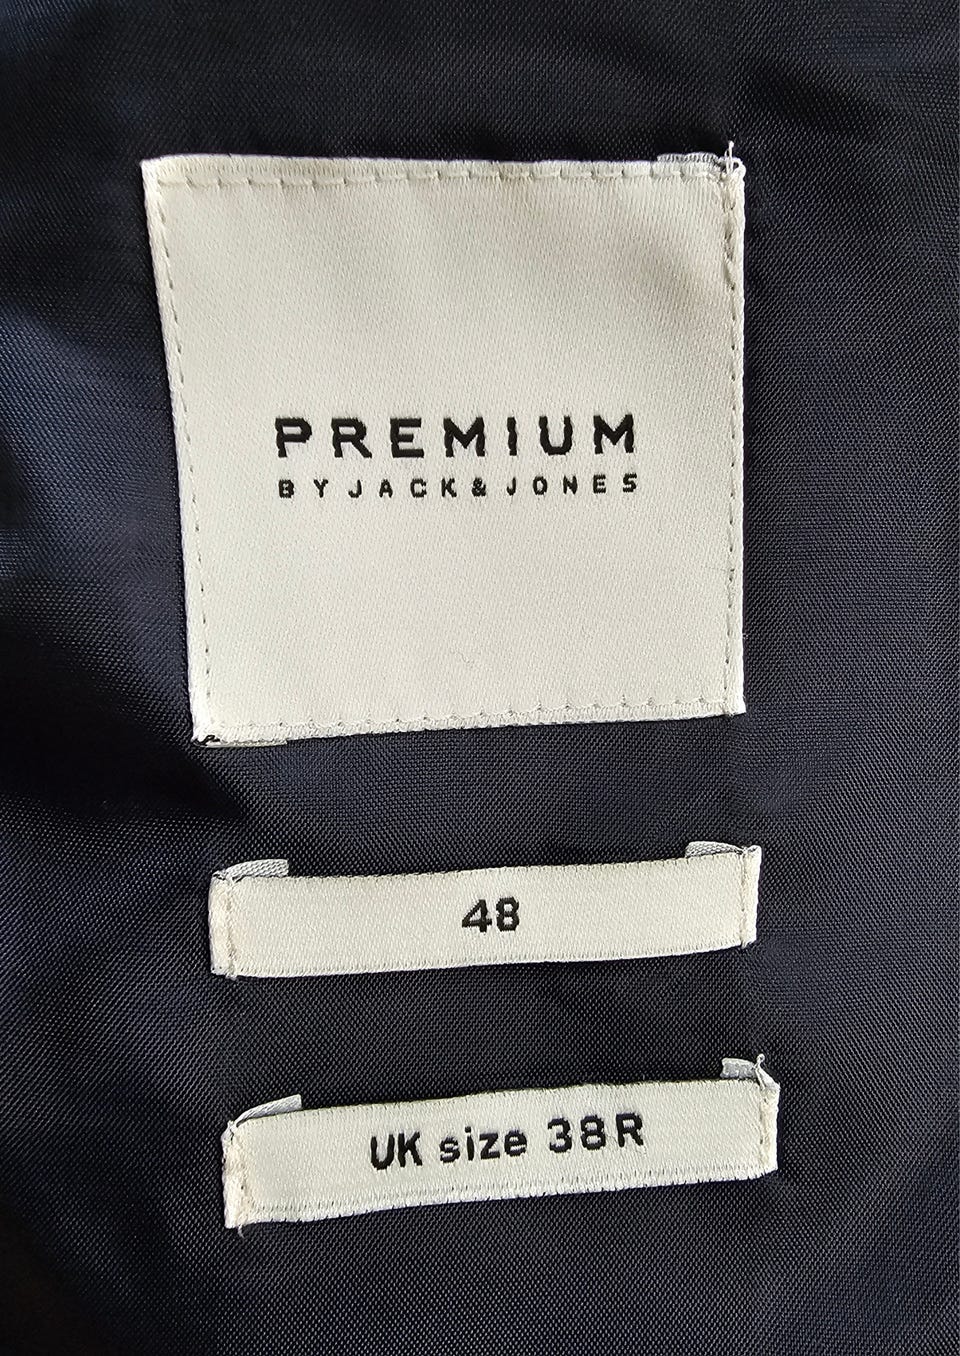 PREMIUM
BY JACK & JONES
48
UK size 38R